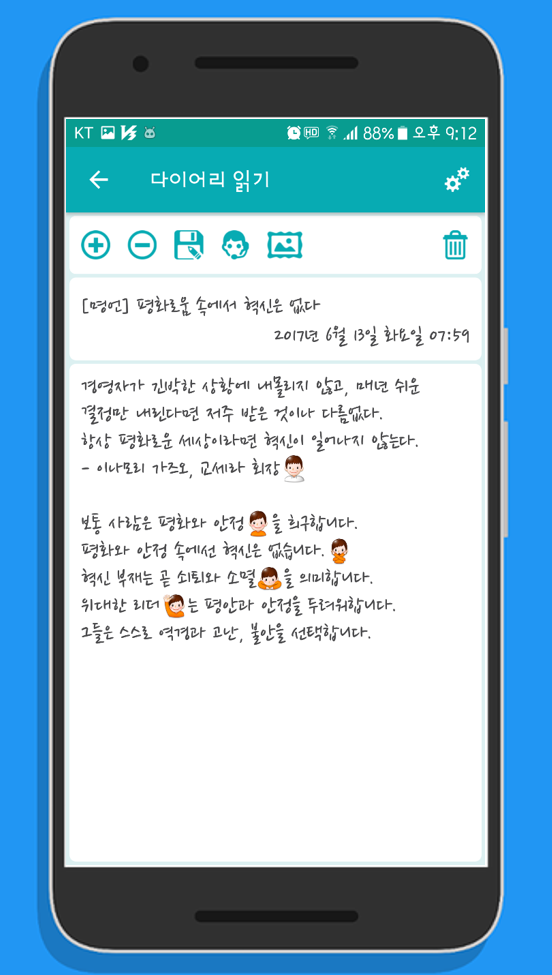 KT 88% 오후 9:12
다이어리 읽기
[명언] 평화로움 속에서 혁신은 없다
2017년 6월 13일 화요일 07:59
경영자가 긴박한 상황에 내몰리지 않고, 매년 쉬운
결정만 내린다면 저주 받은 것이나 다름없다.
항상 평화로운 세상이라면 혁신이 일어나지 않는다.
- 이나모리 가즈오, 교세라 회장
보통 사람은 평화와 안정을 희구합니다.
평화와 안정 속에선 혁신은 없습니다.
혁신 부재는 곧 쇠퇴와 소멸을 의미합니다.
위대한 리더는 평안과 안정을 두려워합니다.
그들은 스스로 역경과 고난, 불안을 선택합니다.